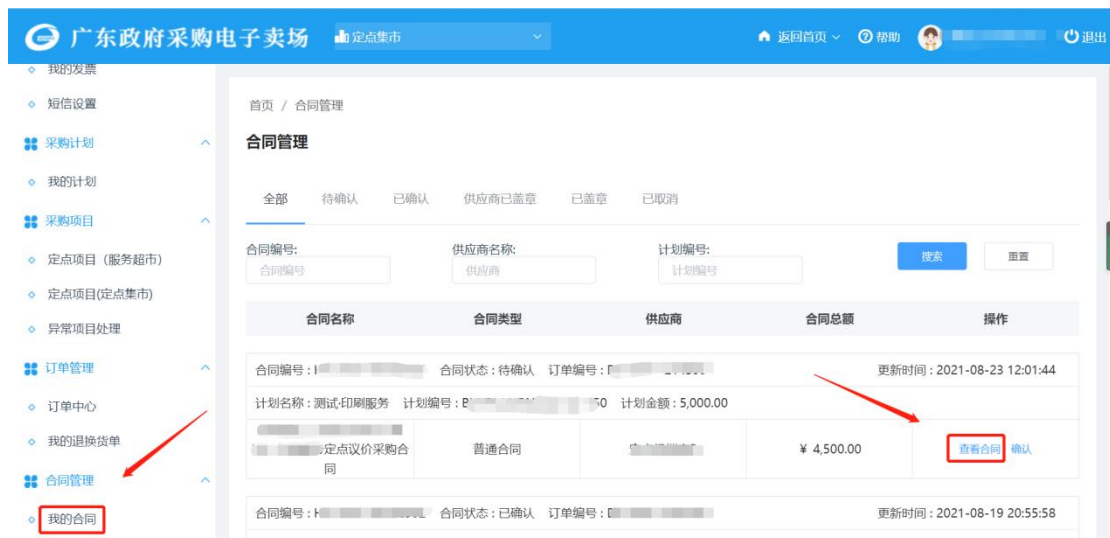 广东政府采购电子卖场 定点集市 返回首页 帮助 退出
我的发票
短信设置
采购计划
我的计划
采购项目
定点项目（服务超市）
定点项目(定点集市)
异常项目处理
订单管理
订单中心
我的退换货单
合同管理
我的合同
首页 / 合同管理
合同管理
全部 待确认 已确认 供应商已盖章 已盖章 已取消
合同编号: 供应商名称: 计划编号:
合同编号 供应商 计划编号 搜索 重置
合同名称 合同类型 供应商 合同总额 操作
合同编号 : 合同状态 : 待确认 订单编号 : 更新时间 : 2021-08-23 12:01:44
计划名称 : 测试-印刷服务 计划编号 : 计划金额 : 5,000.00
定点议价采购合同 普通合同 ¥ 4,500.00 查看合同 确认
合同编号 : 合同状态 : 已确认 订单编号 : 更新时间 : 2021-08-19 20:55:58